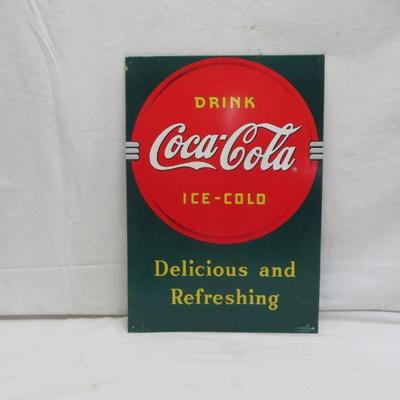 DRINK
Coca-Cola
ICE-COLD
Delicious and
Refreshing